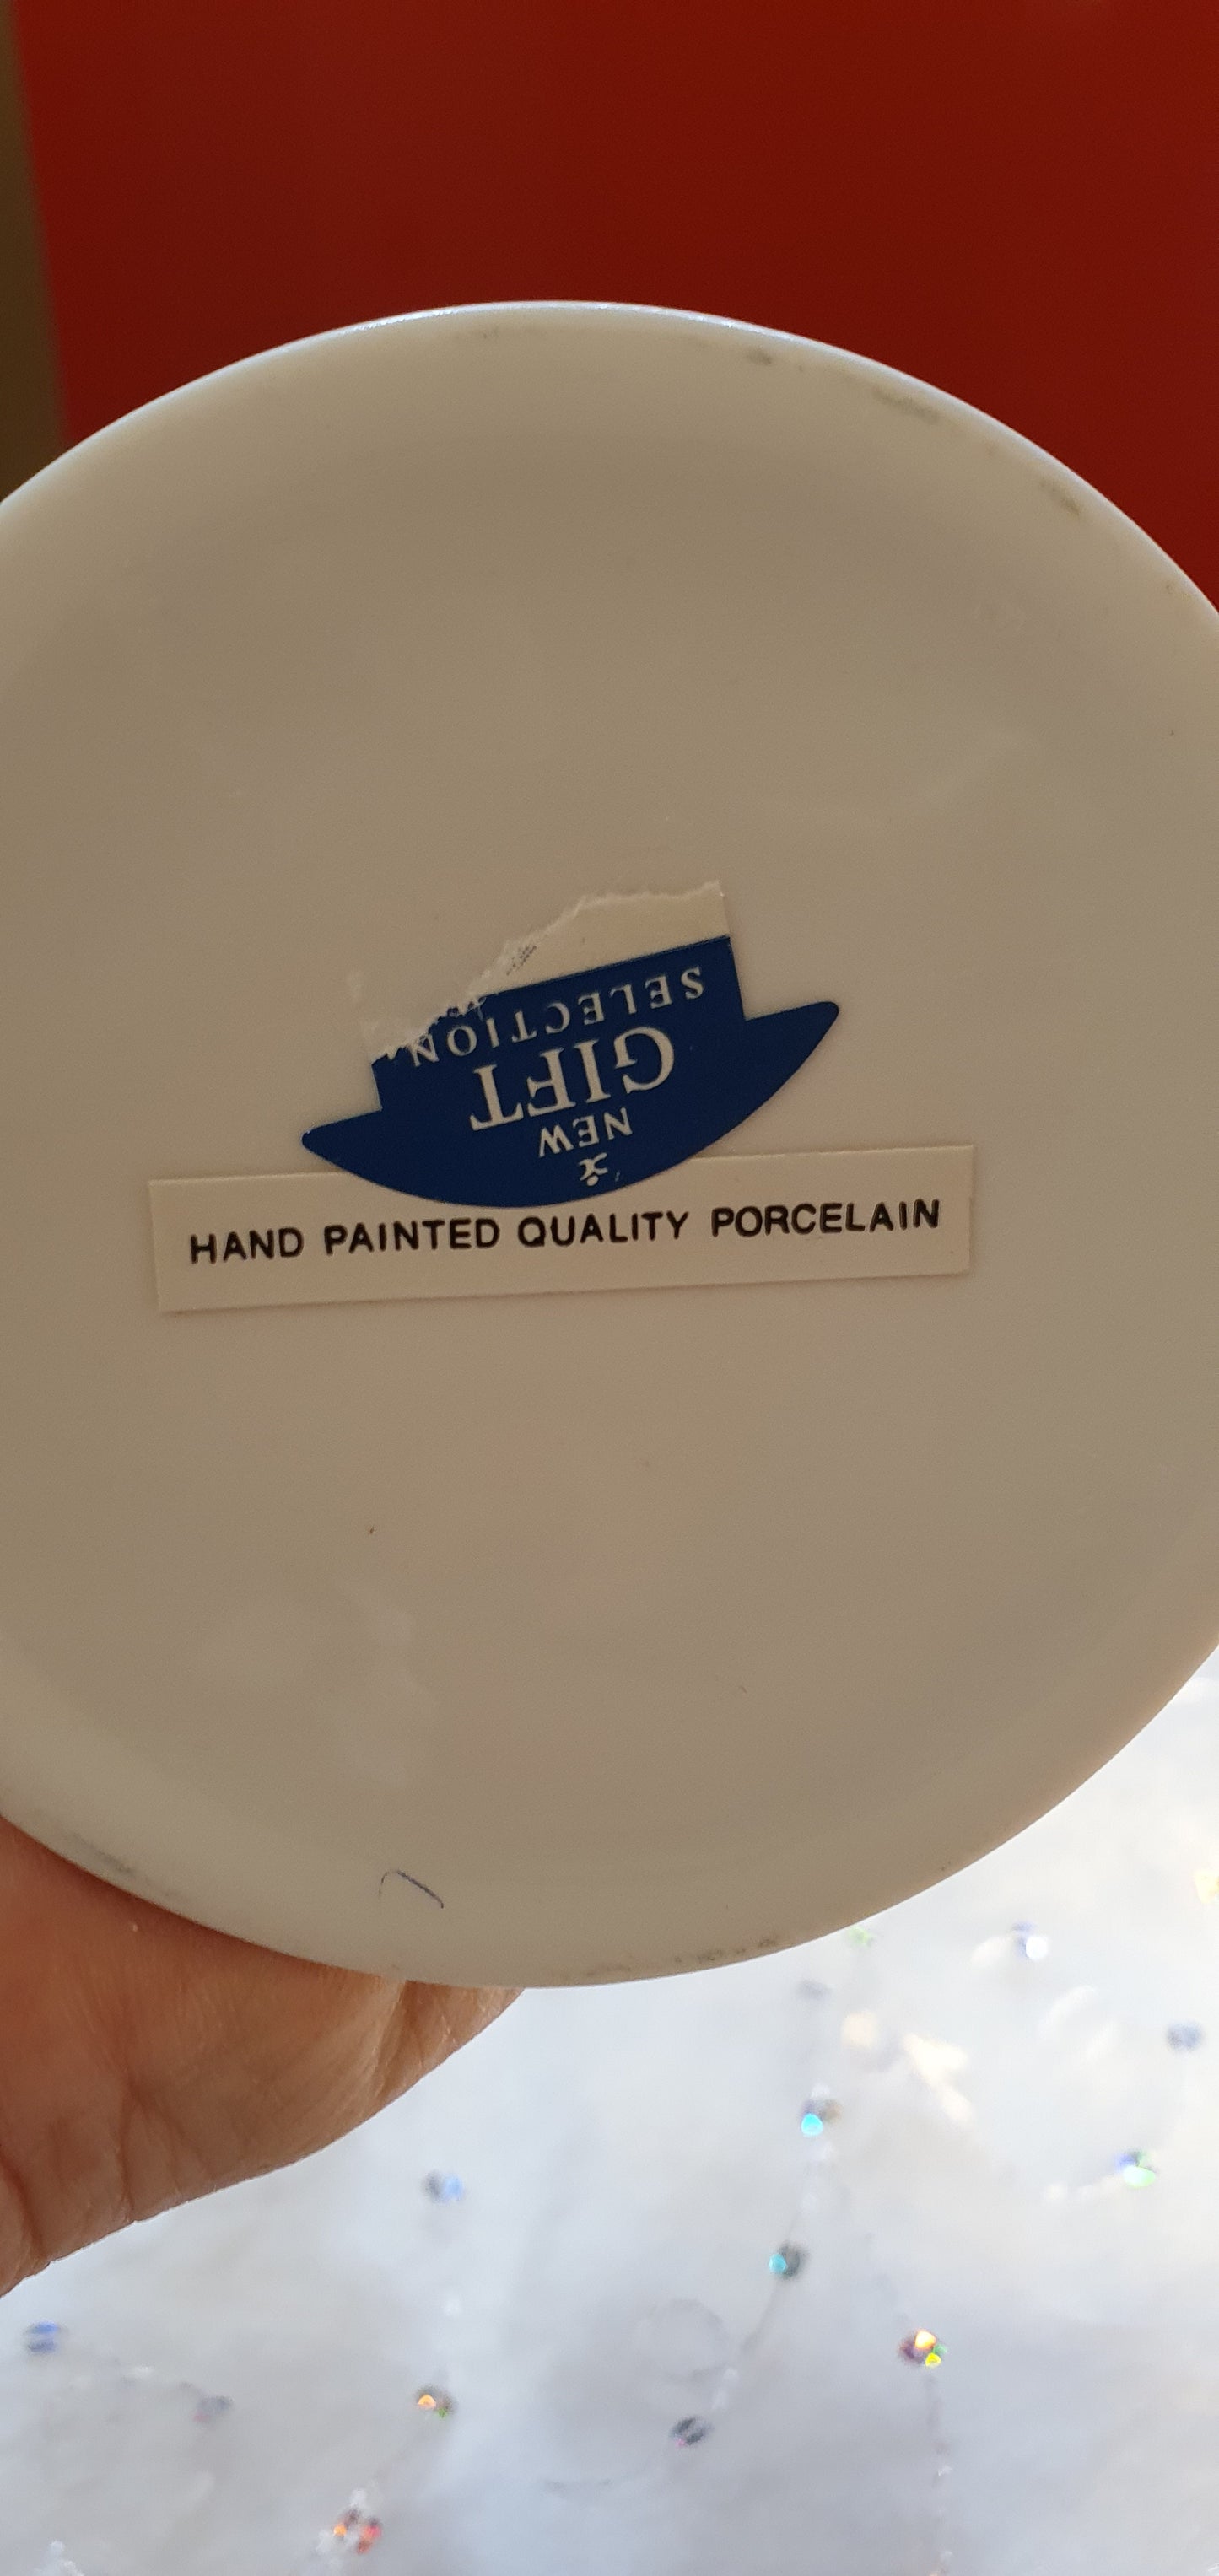 NEW
GIFT
SELECTION
HAND PAINTED QUALITY PORCELAIN